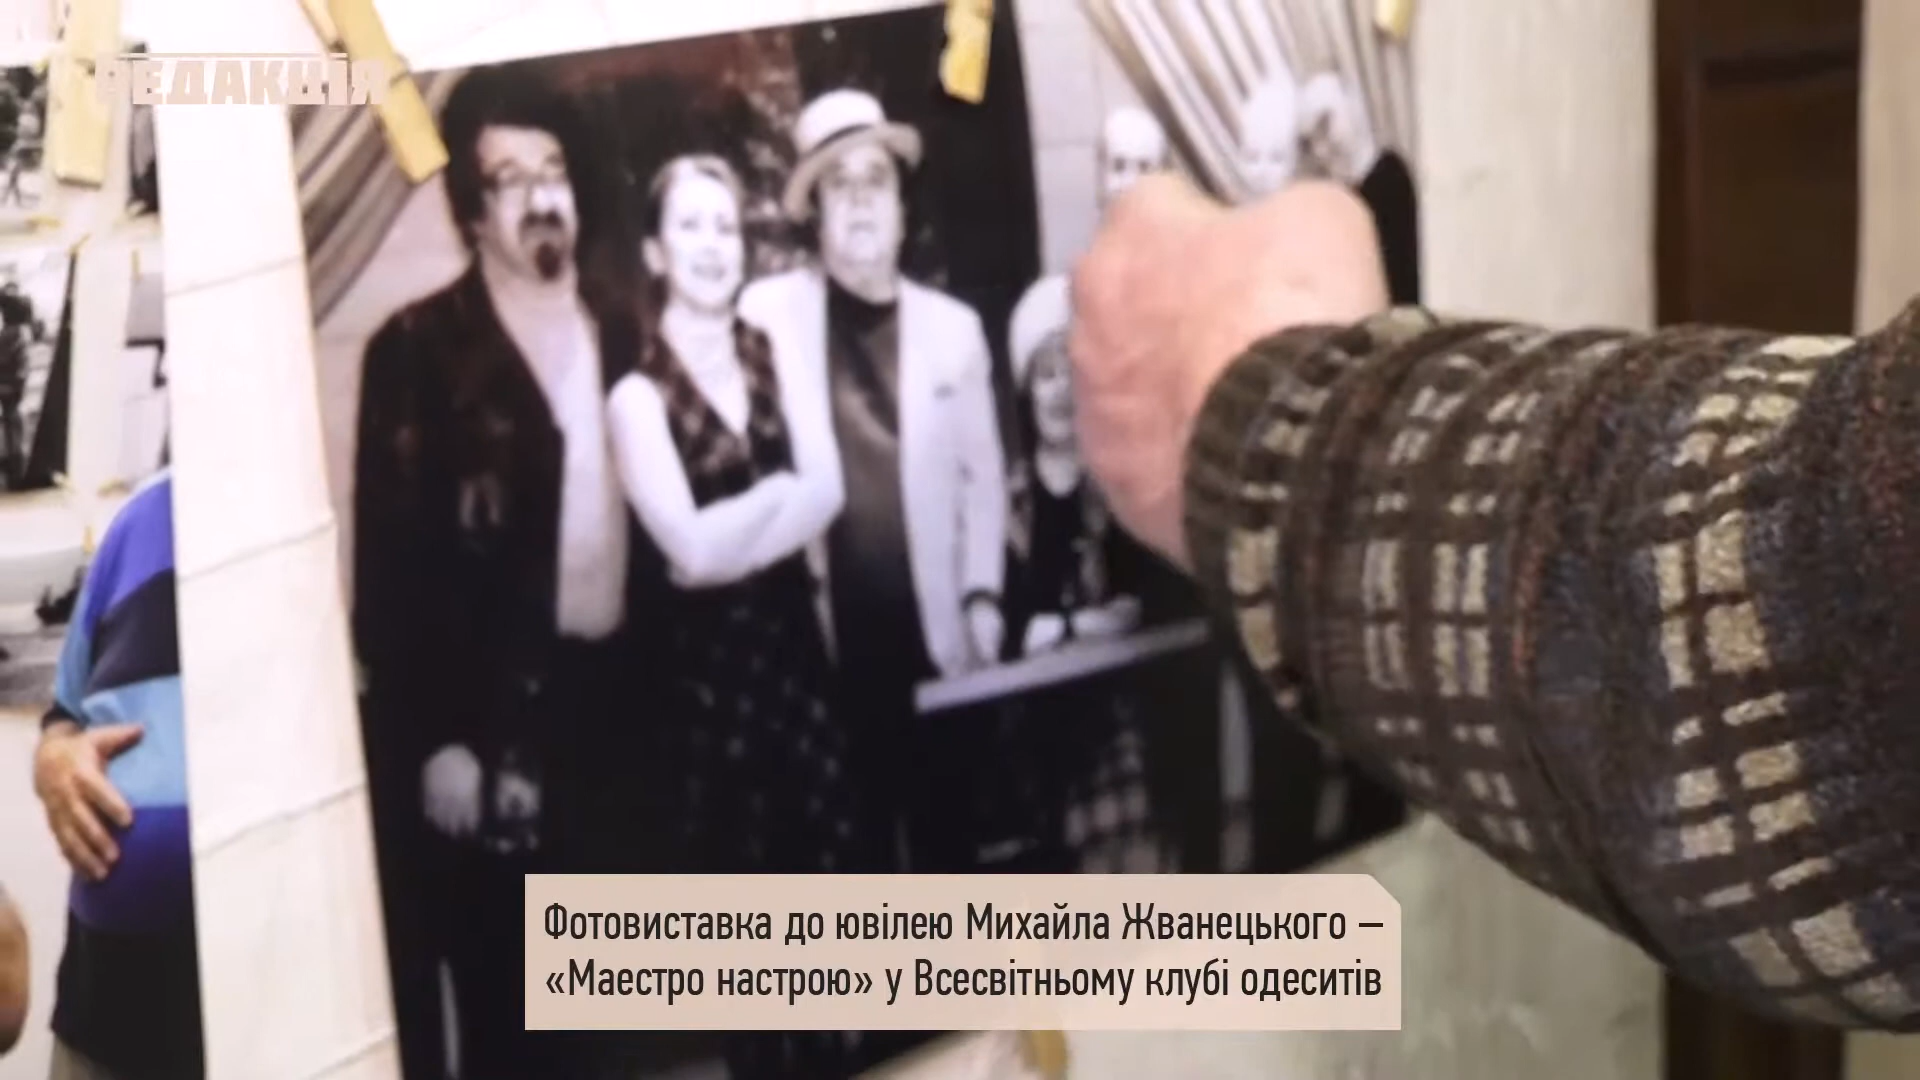 РЕДАКЦІЯ
Фотовиставка до ювілею Михайла Жванецького –
«Маестро настрою» у Всесвітньому клубі одеситів